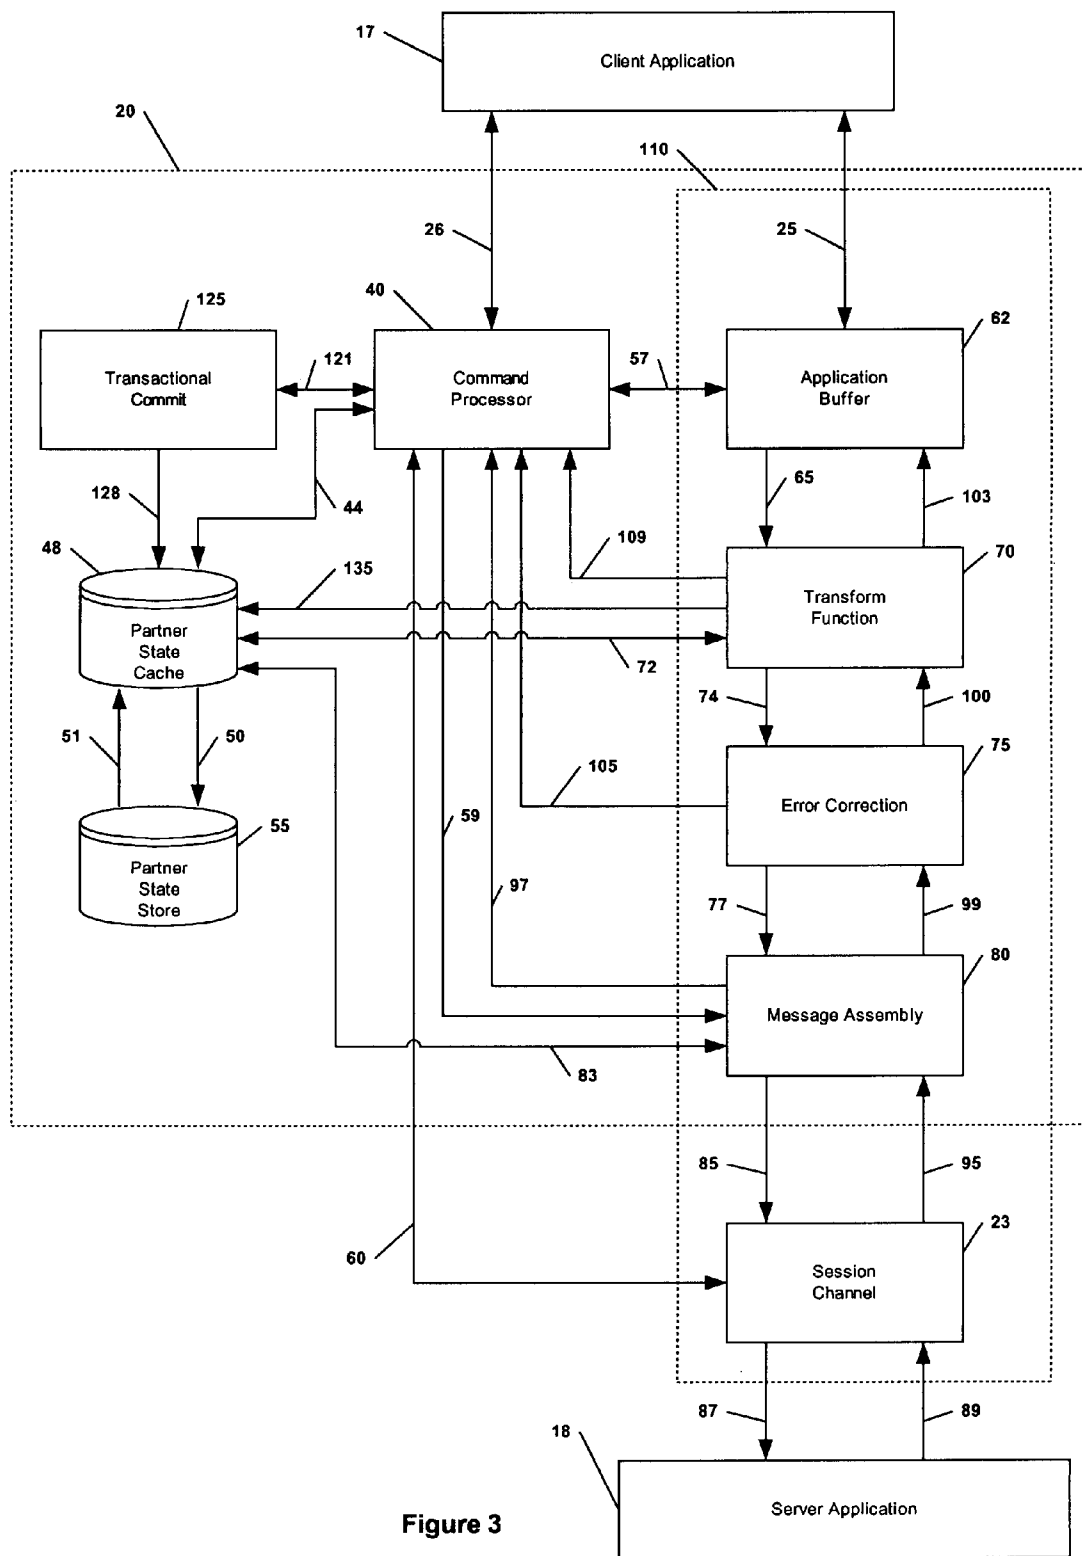 17
Client Application
20
110
26
25
125
40
62
Transactional
Commit
121
Command
Processor
57
Application
Buffer
128
44
65
103
48
135
109
70
Partner
State
Cache
Transform
Function
72
51
50
74
100
105
75
55
Error Correction
Partner
State
Store
59
97
77
99
80
Message Assembly
83
85
95
60
23
Session
Channel
87
89
18
Server Application
Figure 3